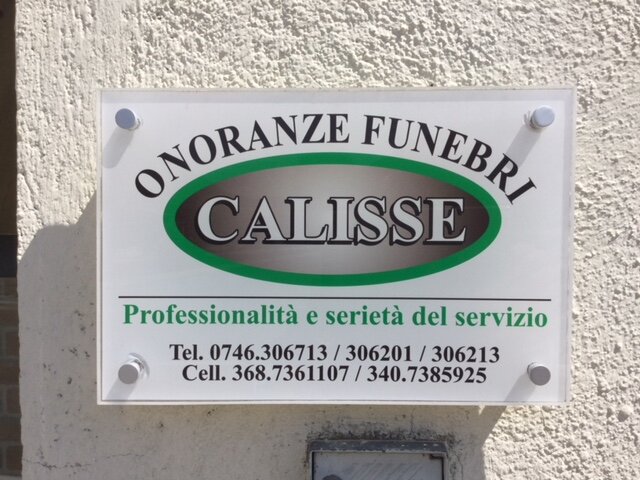 ONORANZE FUNEBRI
CALISSE
Professionalità e serietà del servizio
Tel. 0746.306713 / 306201 / 306213
Cell. 368.7361107 / 340.7385925